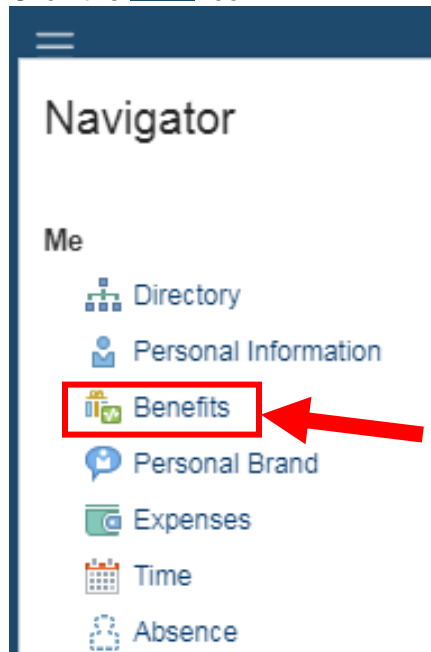 Navigator
Me
Directory
Personal Information
Benefits
Personal Brand
Expenses
Time
Absence